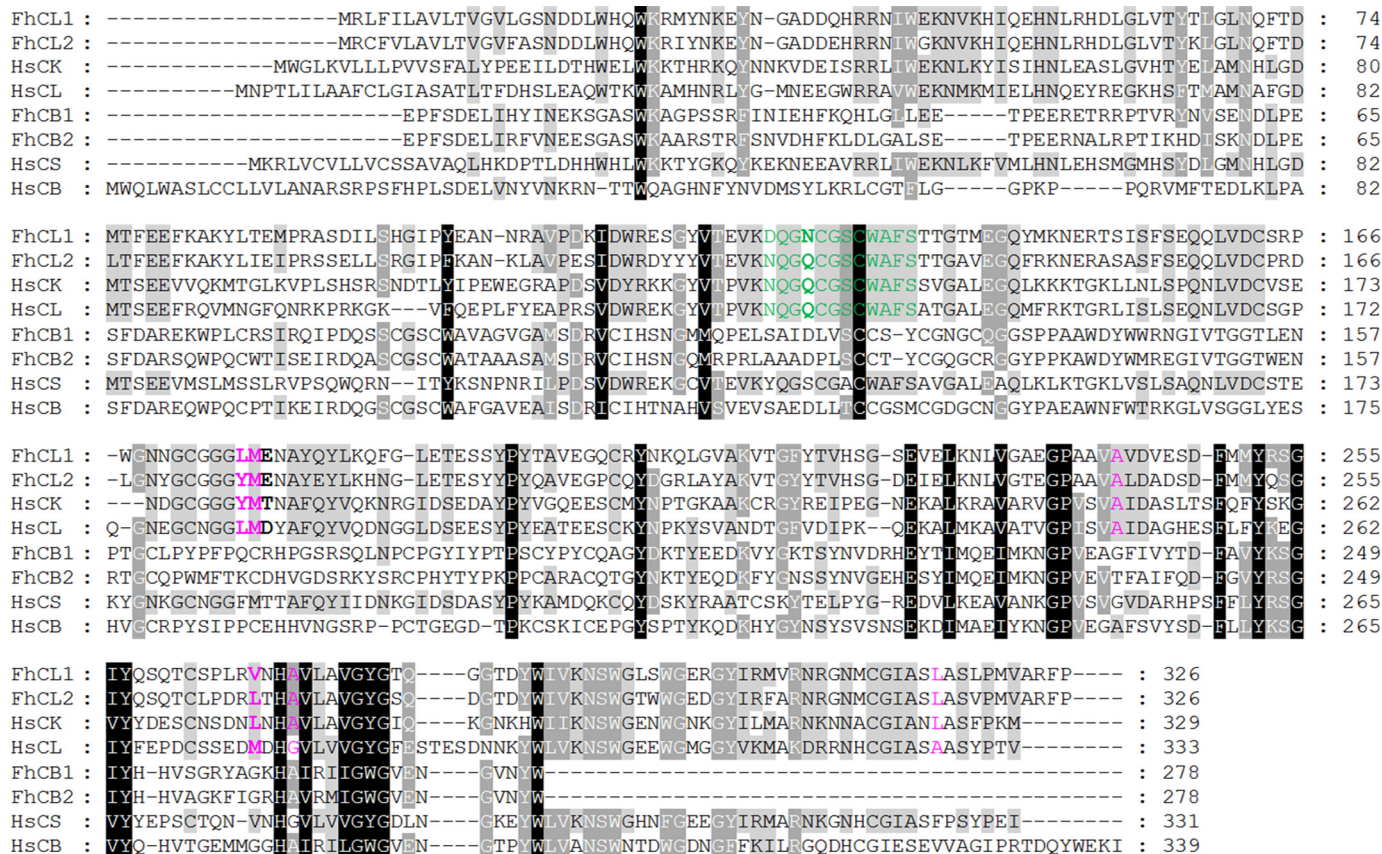 FhCL1 : -----------------MRLFILAVLTVGVLGSNDDLWHQWKRMYNKEYN-GADDQHRRNIWEKNVKHIQEHNLRHDLGLVTYTLGLNQFTD : 74
FhCL2 : -----------------MRCFVLAVLTVGVFASNDDLWHQWKRIYNKEYN-GADDEHRRNIWGKNVKHIQEHNLRHDLGLVTYKLGLNQFTD : 74
HsCK : ------------MWGLKVLLLPVVSFALYPEEILDTHWELWKKTHRKQYNNKVDEISRRLIWEKNLKYISIHNLEASLGVHTYELAMNHLGD : 80
HsCL : ---------MNPTLILAAFCLGIASATLTFDHSLEAQWTKWKAMHNRLYG-MNEEGWRRAVWEKNMKMIELHNQEYREGKHSFTMAMNAFGD : 82
FhCB1 : ----------------------EPFSDELIHYINEKSGASWKAGPSSRFINIEHFKQHLGLLEE-----TPEERETRRPTVRYNVSENDLPE : 65
FhCB2 : ----------------------EPFSDELIRFVNEESGASWKAARSTRFSNVDHFKLDLGALSE-----TPEERNALRPTIKHDISKNDLPE : 65
HsCS : ----------MKRLVCVLLVCSSAVAQLHKDPTLDHHWHLWKKTYGKQYKEKNEEAVRRLIWEKNLKFVMLHNLEHSMGMHSYDLGMNHLGD : 82
HsCB : MWQLWASLCCLLVLANARSRPSFHPLSDELVNYVNKRN-TTWQAGHNFYNVDMSYLKRLCGTFLG-----GPKP-----PQRVMFTEDLKLPA : 82
FhCL1 : MTFEEFKAKYLTEMPRASDILSHGIPYEAN-NRAVPDKIDWRESGYVTEVKDQGNCGSCWAFSTTGTMEGQYMKNERTSISFSEQQLVDCSRP : 166
FhCL2 : LTFEEFKAKYLIEIPRSSELLSRGIPFKAN-KLAVPESIDWRDYYYVTEVKNQGQCGSCWAFSTTGAVEGQFRKNERASASFSEQQLVDCPRD : 166
HsCK : MTSEEVVQKMTGLKVPLSHSRSNDTLYIPEWEGRAPDSVDYRKKGYVTPVKNQGQCGSCWAFSSVGALEGQLKKKTGKLLNLSPQNLVDCVSE : 173
HsCL : MTSEEFRQVMNGFQNRKPRKGK---VFQEPLFYEAPRSVDWREKGYVTPVKNQGQCGSCWAFSATGALEGQMFRKTGRLISLSEQNLVDCSGP : 172
FhCB1 : SFDAREKWPLCRSIRQIPDQSSCGSCWAVAGVGAMSDRVCIHSNGMMQPELSAIDLVSCCS-YCGNGCQGGSPPAAWDYWWRNGIVTGGTLEN : 157
FhCB2 : SFDARSQWPQCWTISEIRDQASCGSCWATAAASAMSDRVCIHSNGQMRPRLAAADPLSCCT-YCGQGCRGGYPPKAWDYWMREGIVTGGTWEN : 157
HsCS : MTSEEVMSLMSSLRVPSQWQRN--ITYKSNPNRILPDSVDWREKGCVTEVKYQGSCGACWAFSAVGALEAQLKLKTGKLVSLSAQNLVDCSTE : 173
HsCB : SFDAREQWPQCPTIKEIRDQGSCGSCWAFGAVEAISDRICIHTNAHVSVEVSAEDLLTCCGSMCGDGCNGGYPAEAWNFWTRKGLVSGGLYES : 175
FhCL1 : -WGNNGCGGGLMENAYQYLKQFG-LETESSYPYTAVEGQCRYNKQLGVAKVTGFYTVHSG-SEVELKNLVGAEGPAAVAVDVESD-FMMYRSG : 255
FhCL2 : -LGNYGCGGGYMENAYEYLKHNG-LETESYYPYQAVEGPCQYDGRLAYAKVTGYYTVHSG-DEIELKNLVGTEGPAAVALDADSD-FMMYQSG : 255
HsCK : ---NDGCGGGYMTNAFQYVQKNRGIDSEDAYPYVGQEESCMYNPTGKAAKCRGYREIPEG-NEKALKRAVARVGPVSVAIDASLTSFQFYSKG : 262
HsCL : Q-GNEGCNGGLMDYAFQYVQDNGGLDSEESYPYEATEESCKYNPKYSVANDTGFVDIPK--QEKALMKAVATVGPISVAIDAGHESFLFYKEG : 262
FhCB1 : PTGCLPYPFPQCRHPGSRSQLNPCPGYIYPTPSCYPYCQAGYDKTYEEDKVYGKTSYNVDRHEYTIMQEIMKNGPVEAGFIVYTD-FAVYKSG : 249
FhCB2 : RTGCQPWMFTKCDHVGDSRKYSRCPHYTYPKPPCARACQTGYNKTYEQDKFYGNSSYNVGEHESYIMQEIMKNGPVEVTFAIFQD-FGVYRSG : 249
HsCS : KYGNKGCNGGFMTTAFQYIIDNKGIDSDASYPYKAMDQKCQYDSKYRAATCSKYTELPYG-REDVLKEAVANKGPVSVGVDARHPSFFLYRSG : 265
HsCB : HVGCRPYSIPPCEHHVNGSRP-PCTGEGD-TPKCSKICEPGYSPTYKQDKHYGYNSYSVSNSEKDIMAEIYKNGPVEGAFSVYSD-FLLYKSG : 265
FhCL1 : IYQSQTCSPLRVNHAVLAVGYGTQ----GGTDYWIVKNSWGLSWGERGYIRMVRNRGNMCGIASLASLPMVARFP---- : 326
FhCL2 : IYQSQTCLPDRLTHAVLAVGYGSQ----DGTDYWIVKNSWGTWWGEDGYIRFARNRGNMCGIASLASVPMVARFP---- : 326
HsCK : VYYDESCNSDNLNHAVLAVGYGIQ----KGNKHWIIKNSWGENWGNKGYILMARNKNNACGIANLASFPKM-------- : 329
HsCL : IYFEPDCSSEDMDHGVLVVGYGFESTESDNNKYWLVKNSWGEEWGMGGYVKMAKDRRNHCGIASAASYPTV-------- : 333
FhCB1 : IYH-HVSGRYAGKHAIRIIGWGVEN----GVNYW--------------------------------------------- : 278
FhCB2 : IYH-HVAGKFIGRHAVRMIGWGVEN----GVNYW--------------------------------------------- : 278
HsCS : VYYEPSCTQN-VNHGVLVVGYGDLN----GKEYWLVKNSWGHNFGEEGYIRMARNKGNHCGIASFPSYPEI-------- : 331
HsCB : VYQ-HVTGEMMGGHAIRILGWGVEN----GTPYWLVANSWNTDWGDNGFFKILRGQDHCGIESEVVAGIPRTDQYWEKI : 339